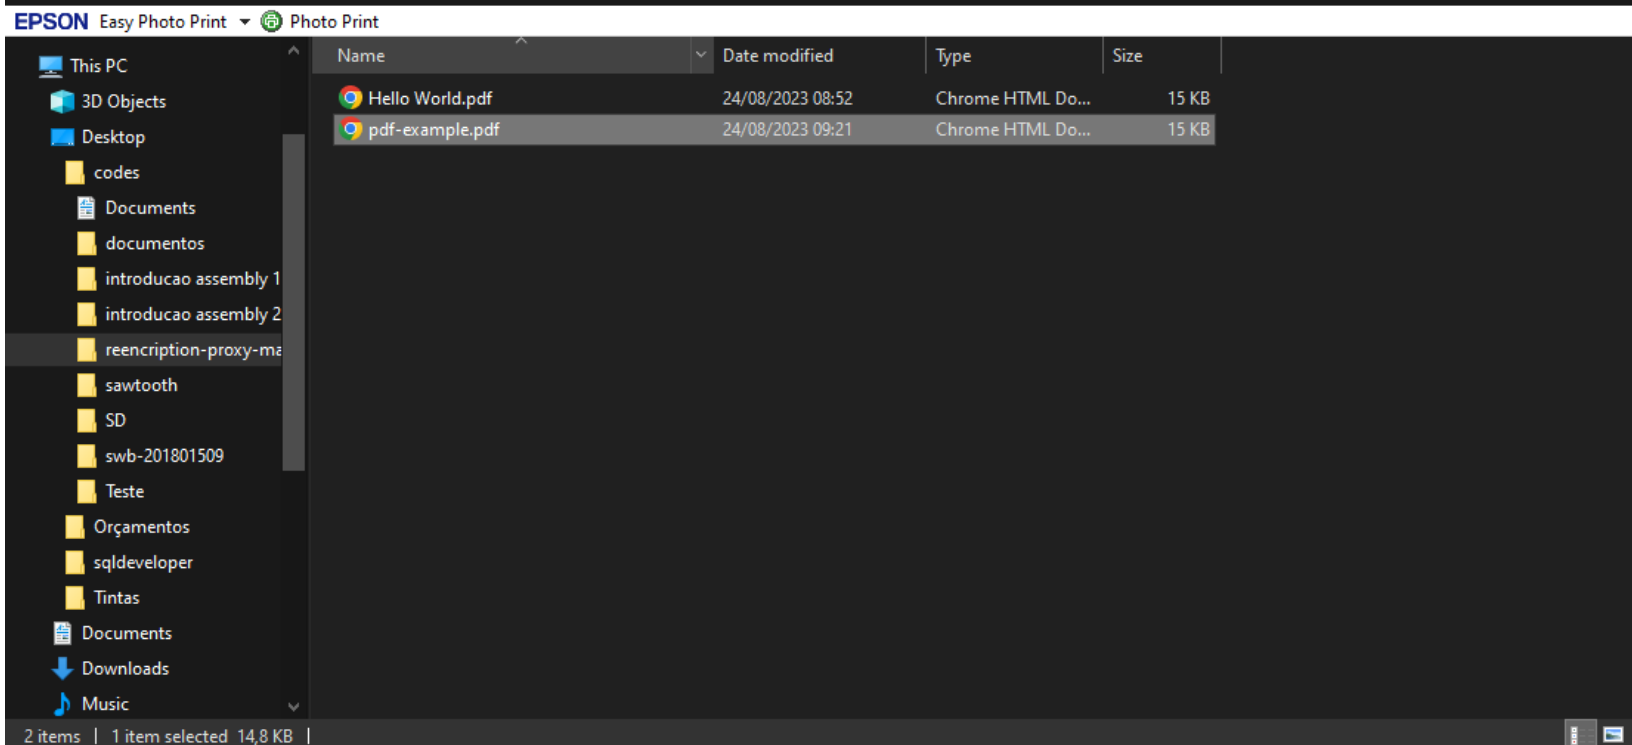 EPSON Easy Photo Print Photo Print
This PC
3D Objects
Desktop
codes
Documents
documentos
introducao assembly 1
introducao assembly 2
reencription-proxy-ma
sawtooth
SD
swb-201801509
Teste
Orçamentos
sqldeveloper
Tintas
Documents
Downloads
Music
Name Date modified Type Size
Hello World.pdf 24/08/2023 08:52 Chrome HTML Do... 15 KB
pdf-example.pdf 24/08/2023 09:21 Chrome HTML Do... 15 KB
2 items 1 item selected 14,8 KB